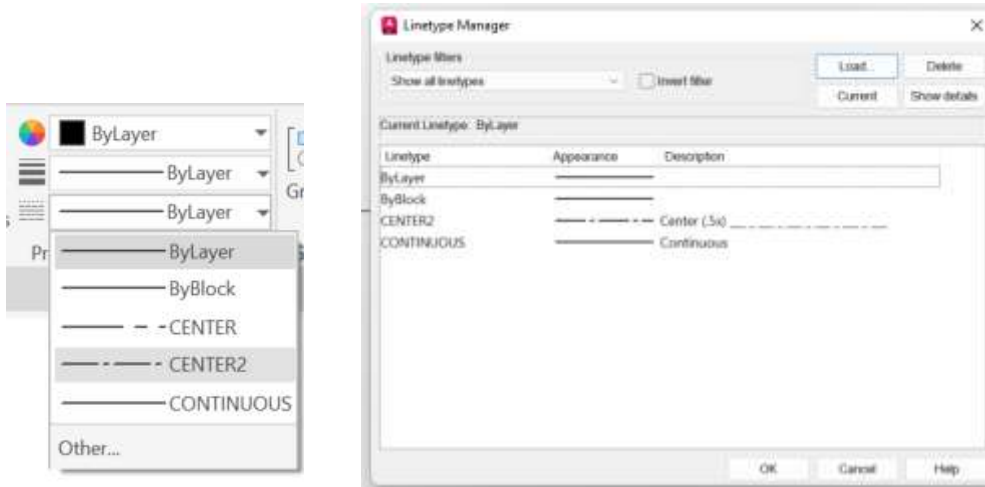 ByLayer
ByLayer
ByLayer
Gr
Pr
ByLayer
ByBlock
CENTER
CENTER2
CONTINUOUS
Other...
Linetype Manager
Linetype filters
Show all linetypes
Invert filter
Load...
Delete
Current
Show details
Current Linetype: ByLayer
Linetype Appearance Description
ByLayer
ByBlock
CENTER2 Center (.5x)
CONTINUOUS Continuous
OK Cancel Help